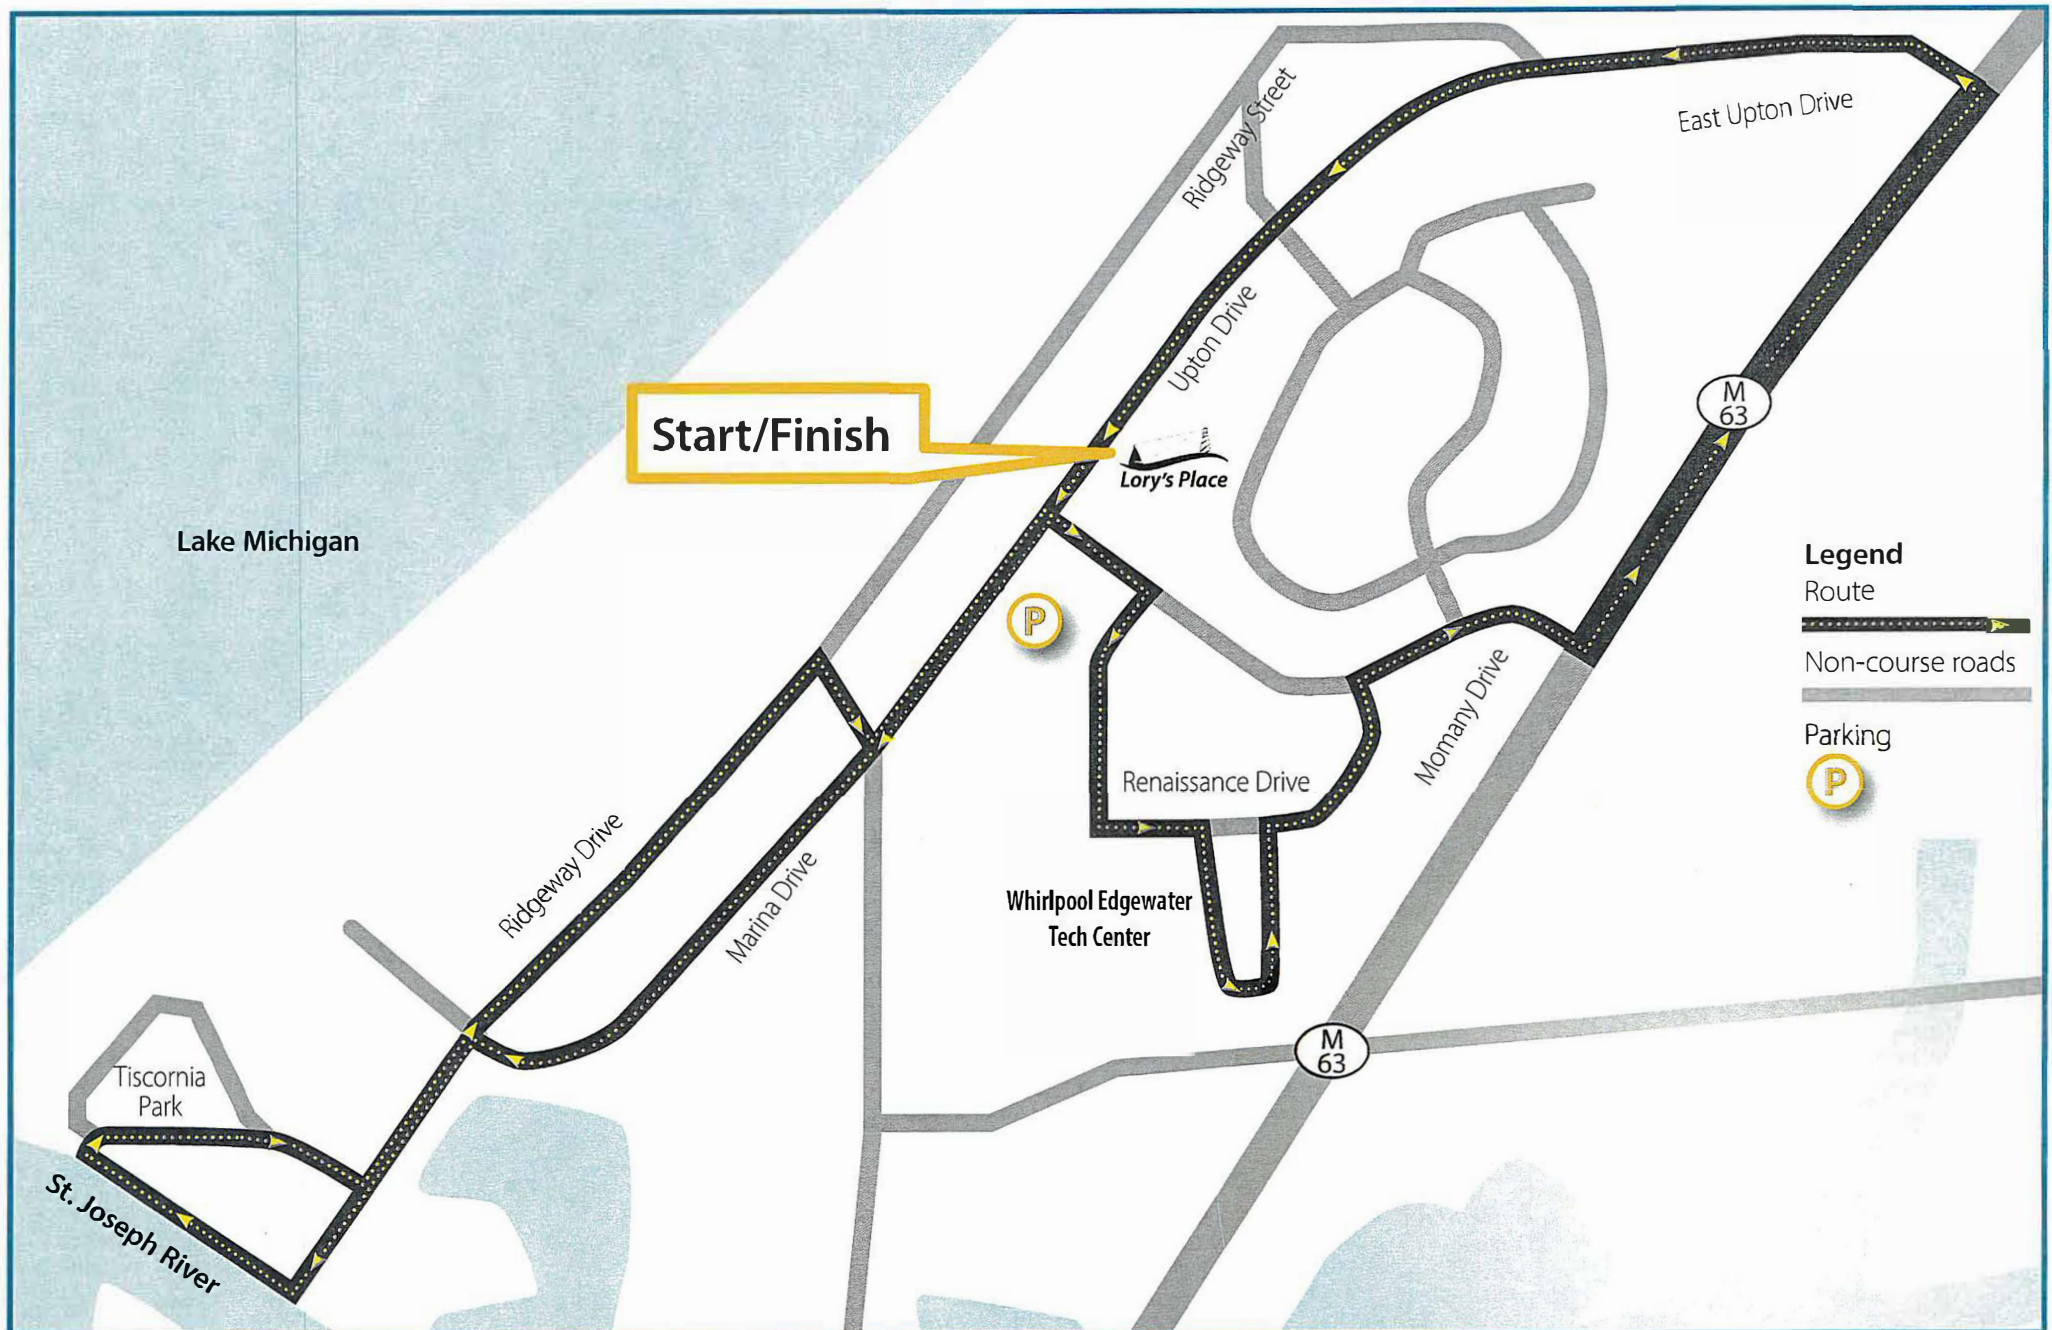 Ridgeway Street
East Upton Drive
Upton Drive
M
63
Start/Finish
Lory's Place
Lake Michigan
Legend
Route
Non-course roads
Parking
P
P
Momany Drive
Renaissance Drive
Ridgeway Drive
Marina Drive
Whirlpool Edgewater
Tech Center
M
63
Tiscornia
Park
St. Joseph River